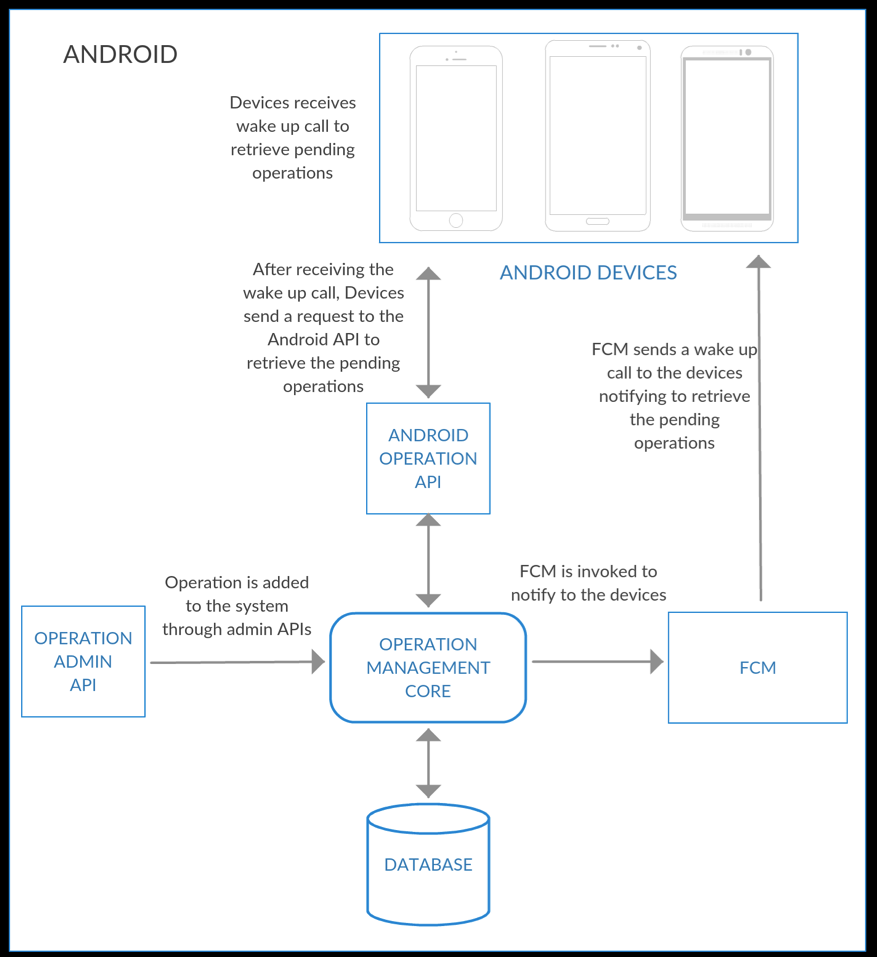 ANDROID
Devices receives
wake up call to
retrieve pending
operations
ANDROID DEVICES
After receiving the
wake up call, Devices
send a request to the
Android API to
retrieve the pending
operations
FCM sends a wake up
call to the devices
notifying to retrieve
the pending
operations
ANDROID
OPERATION
API
Operation is added
to the system
through admin APIs
FCM is invoked to
notify to the devices
OPERATION
ADMIN
API
OPERATION
MANAGEMENT
CORE
FCM
DATABASE